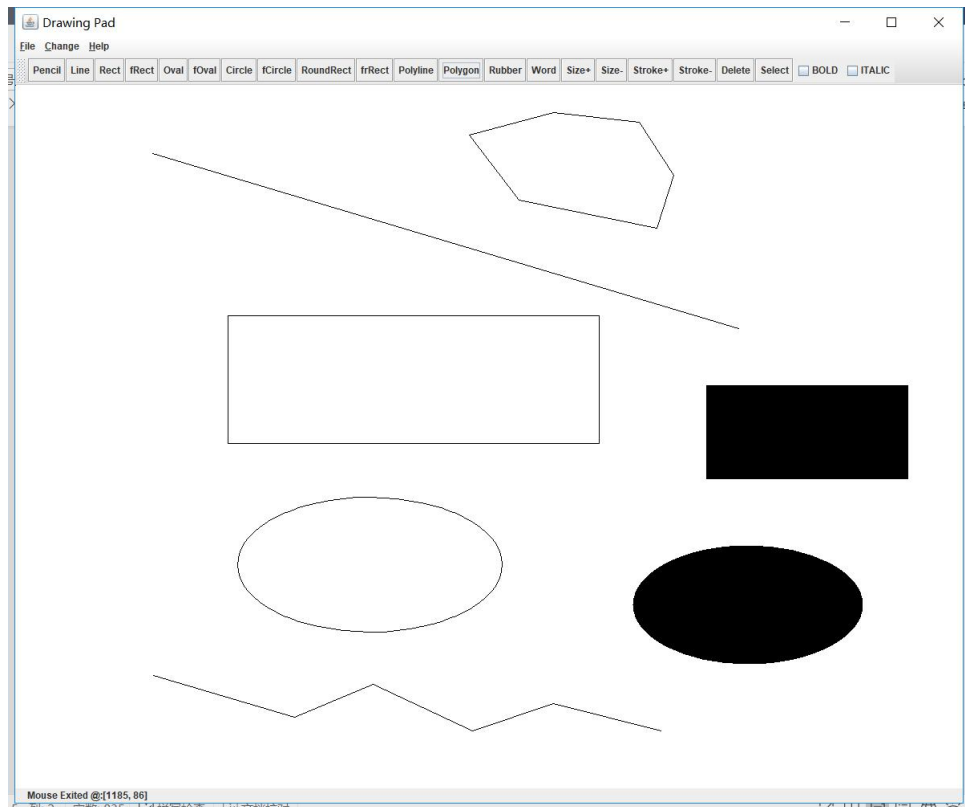 Drawing Pad
File Change Help
Pencil Line Rect fRect Oval fOval Circle fCircle RoundRect frRect Polyline Polygon Rubber Word Size+ Size- Stroke+ Stroke- Delete Select BOLD ITALIC
Mouse Exited @:[1185, 86]